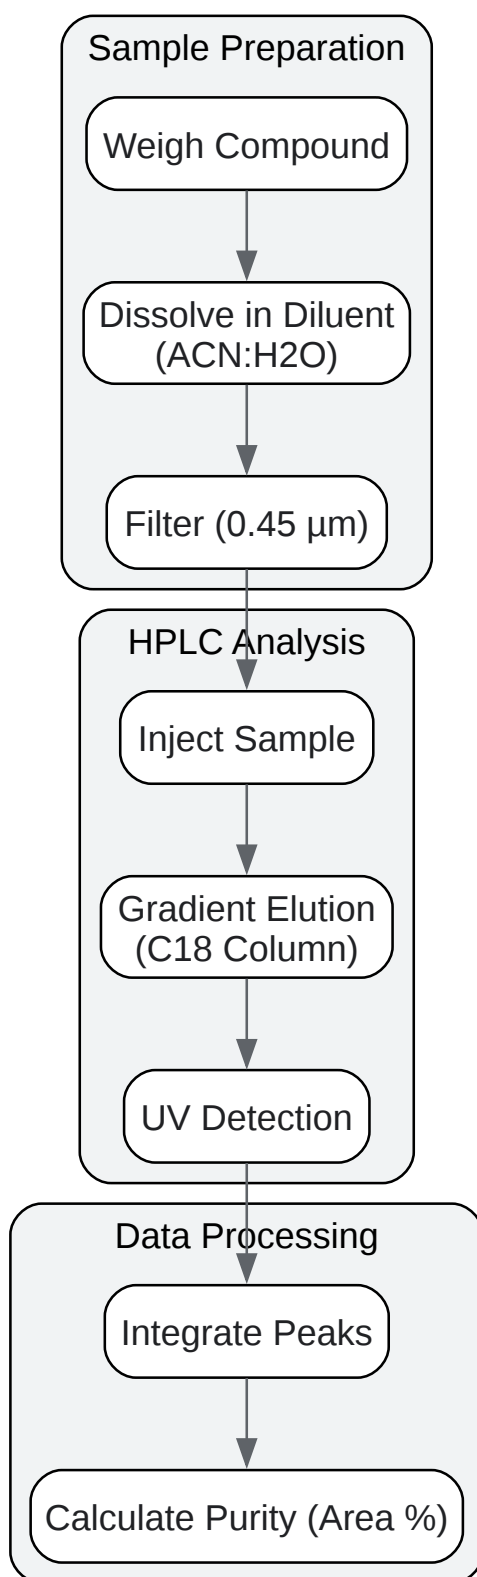 Sample Preparation
Weigh Compound
Dissolve in Diluent
(ACN:H2O)
Filter (0.45 µm)
HPLC Analysis
Inject Sample
Gradient Elution
(C18 Column)
UV Detection
Data Processing
Integrate Peaks
Calculate Purity (Area %)